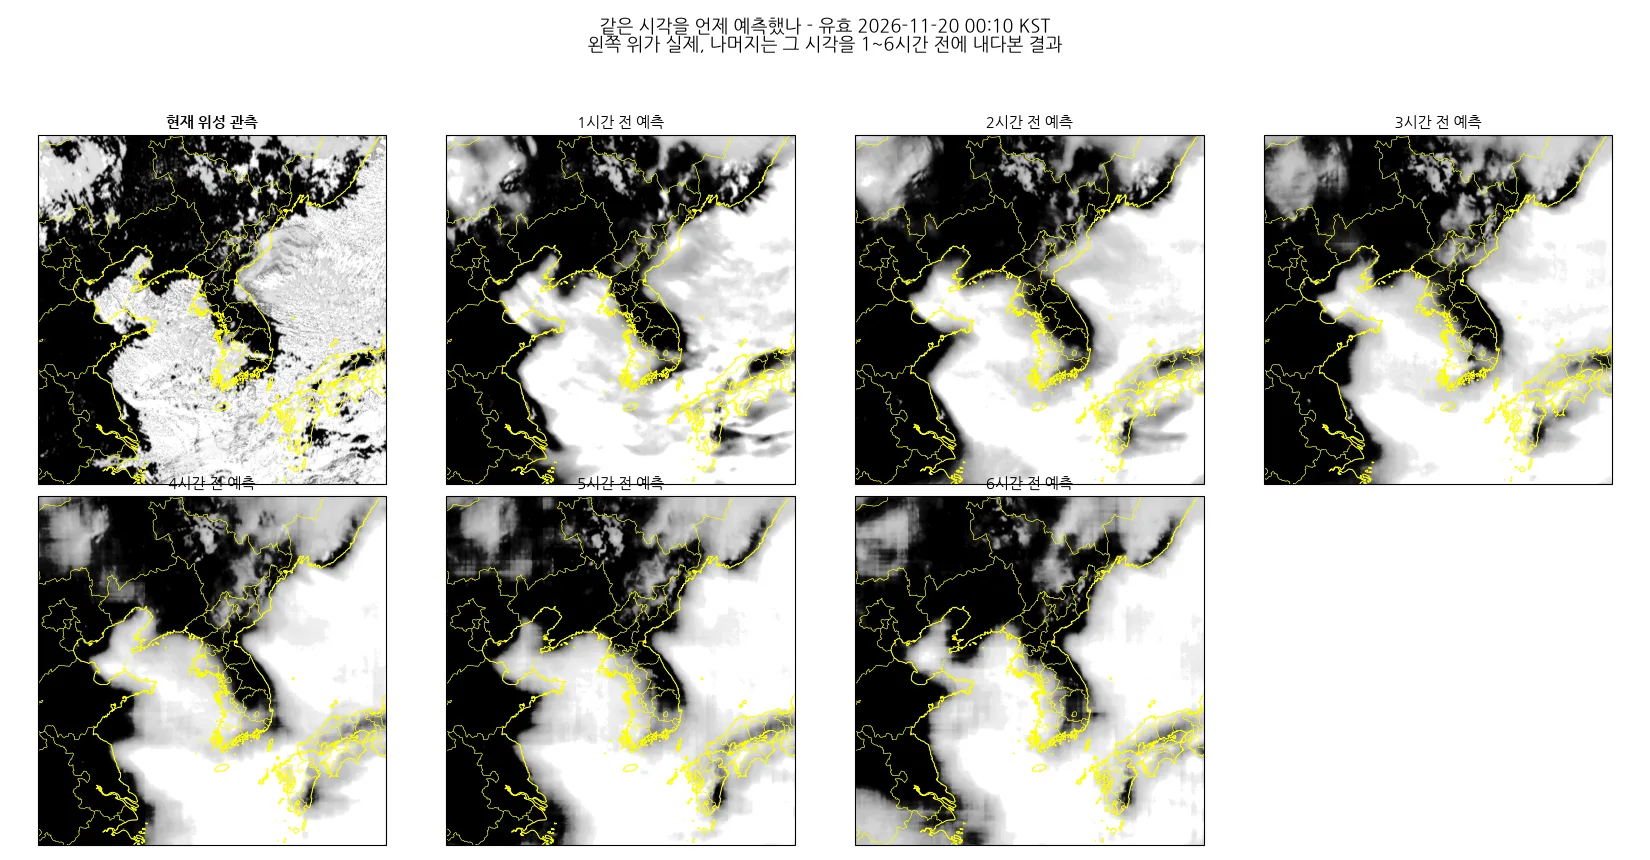 같은 시각을 언제 예측했나 - 유효 2026-11-20 00:10 KST
왼쪽 위가 실제, 나머지는 그 시각을 1~6시간 전에 내다본 결과
현재 위성 관측
1시간 전 예측
2시간 전 예측
3시간 전 예측
4시간 전 예측
5시간 전 예측
6시간 전 예측